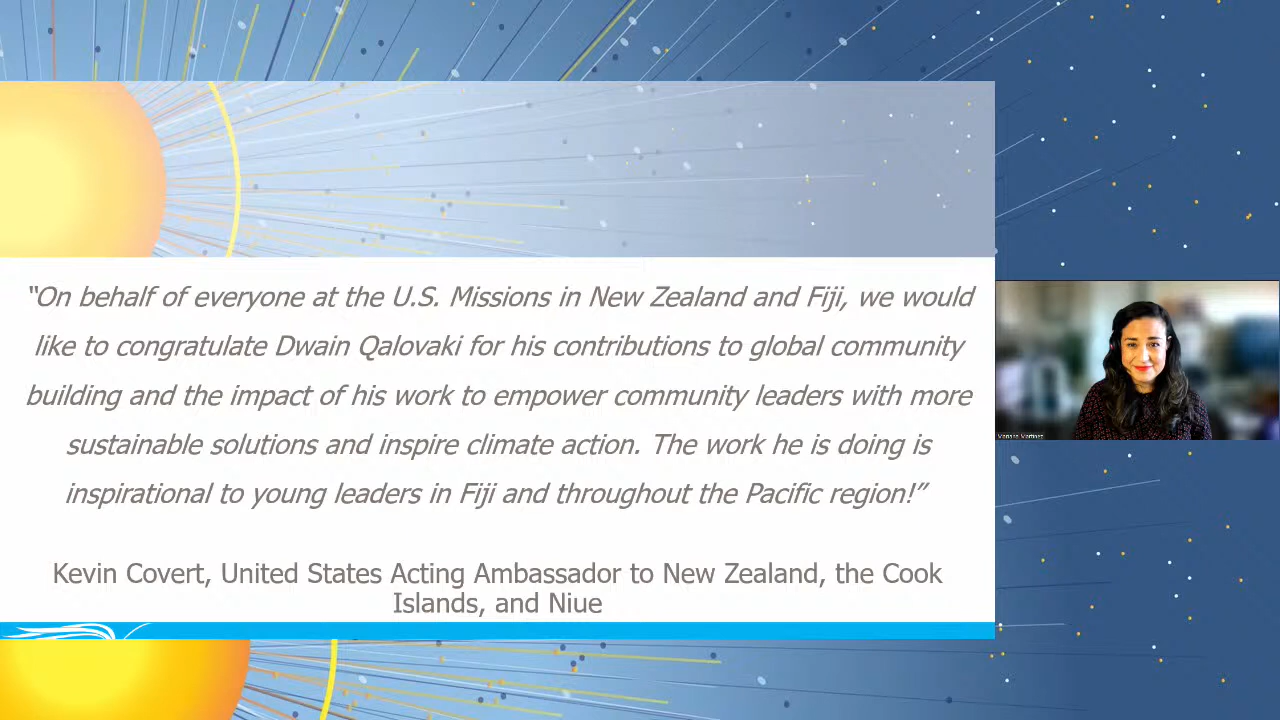 “On behalf of everyone at the U.S. Missions in New Zealand and Fiji, we would
like to congratulate Dwain Qalovaki for his contributions to global community
building and the impact of his work to empower community leaders with more
sustainable solutions and inspire climate action. The work he is doing is
inspirational to young leaders in Fiji and throughout the Pacific region!”
Kevin Covert, United States Acting Ambassador to New Zealand, the Cook
Islands, and Niue
Mariana Martinez